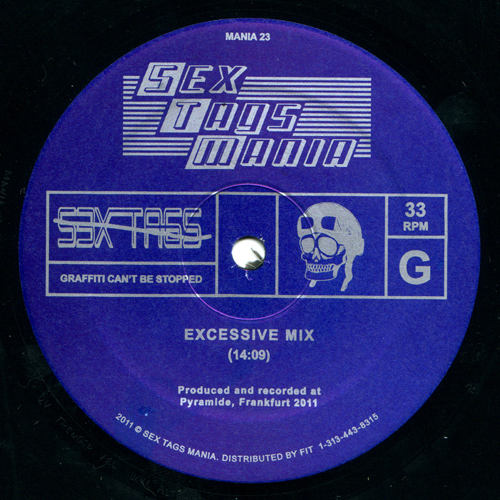 MANIA 23
SEX
TAGS
MANIA
S3X TAGS
GRAFFITI CAN'T BE STOPPED
33
RPM
G
EXCESSIVE MIX
(14:09)
Produced and recorded at
Pyramide, Frankfurt 2011
2011 © SEX TAGS MANIA. DISTRIBUTED BY FIT 1-313-443-8315